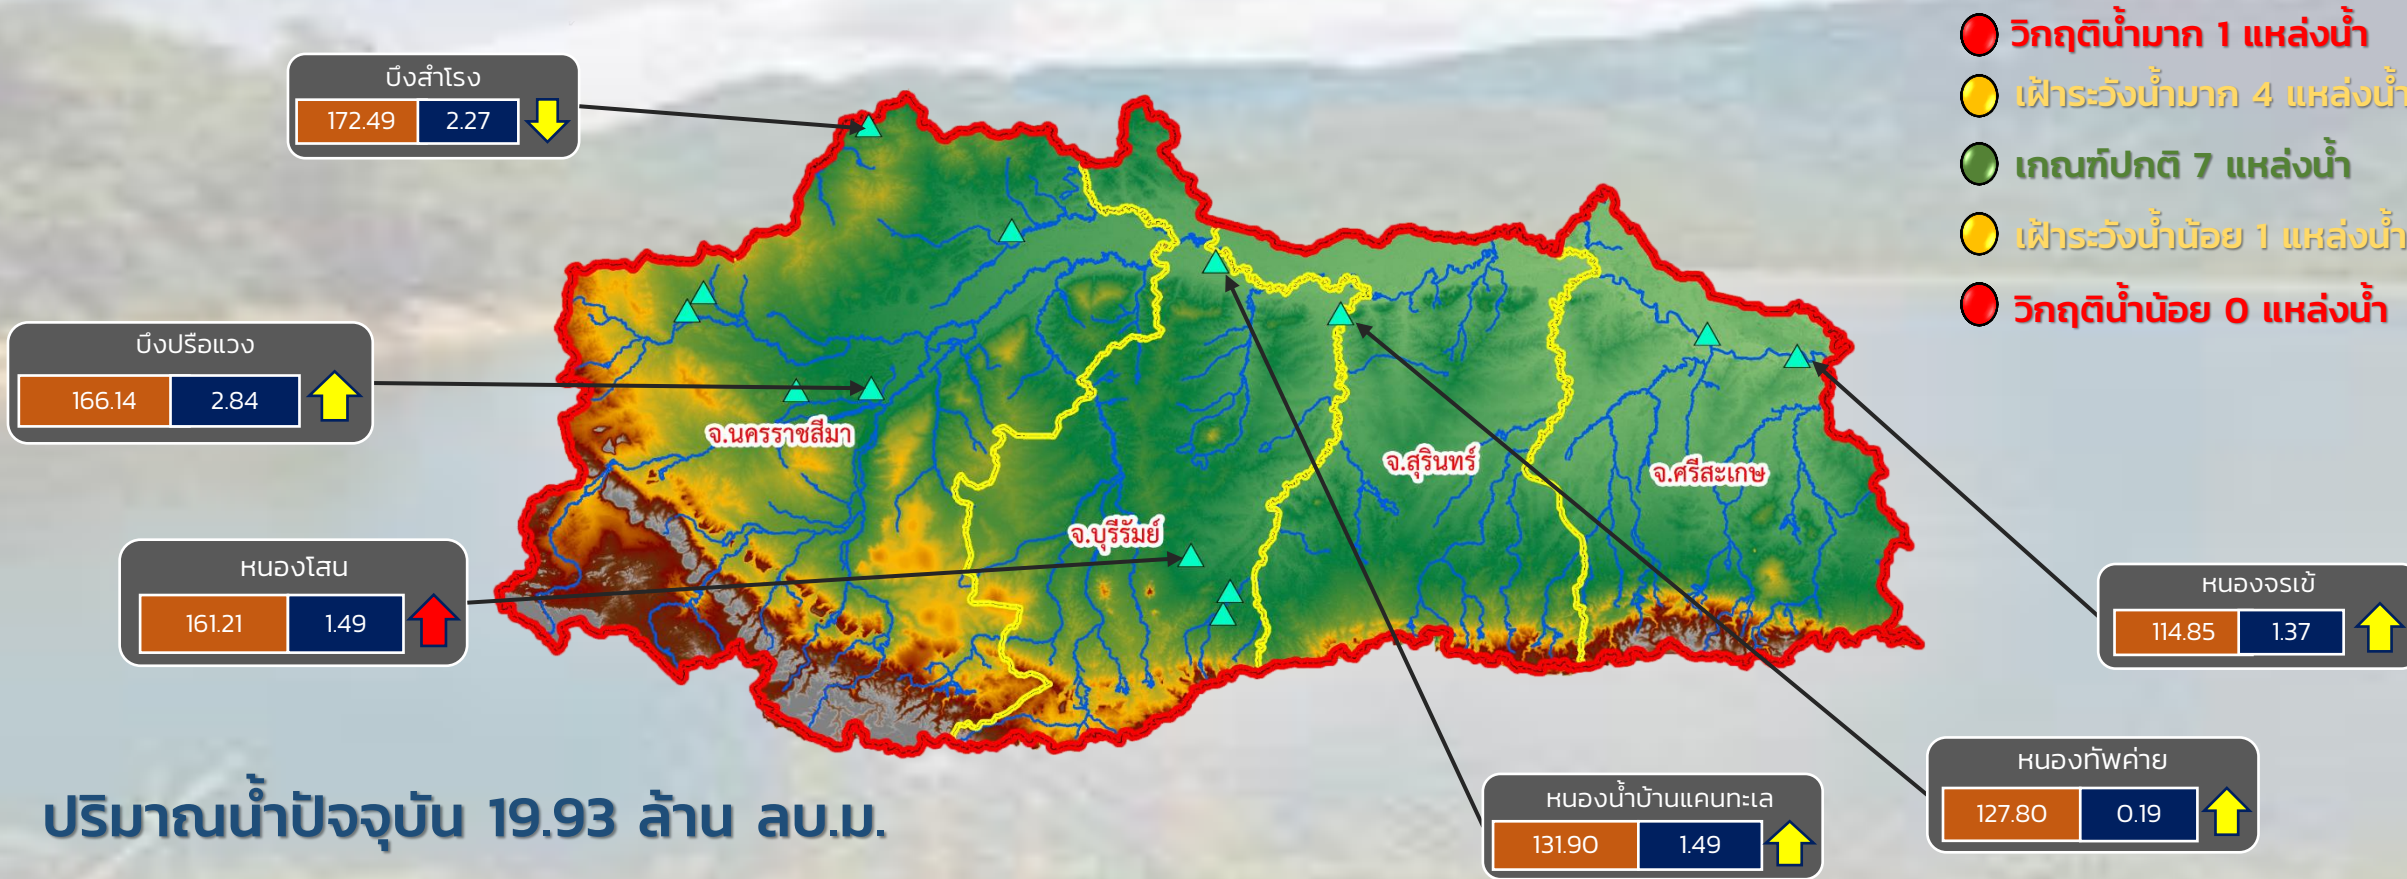 วิกฤติน้ำมาก 1 แหล่งน้ำ
เฝ้าระวังน้ำมาก 4 แหล่งน้ำ
เกณฑ์ปกติ 7 แหล่งน้ำ
เฝ้าระวังน้ำน้อย 1 แหล่งน้ำ
วิกฤติน้ำน้อย 0 แหล่งน้ำ
บึงสำโรง
172.49 2.27
บึงปรือแวง
166.14 2.84
หนองโสน
161.21 1.49
จ.นครราชสีมา
จ.บุรีรัมย์
จ.สุรินทร์
จ.ศรีสะเกษ
หนองจรเข้
114.85 1.37
หนองทัพค่าย
127.80 0.19
หนองน้ำบ้านแคนทะเล
131.90 1.49
ปริมาณน้ำปัจจุบัน 19.93 ล้าน ลบ.ม.